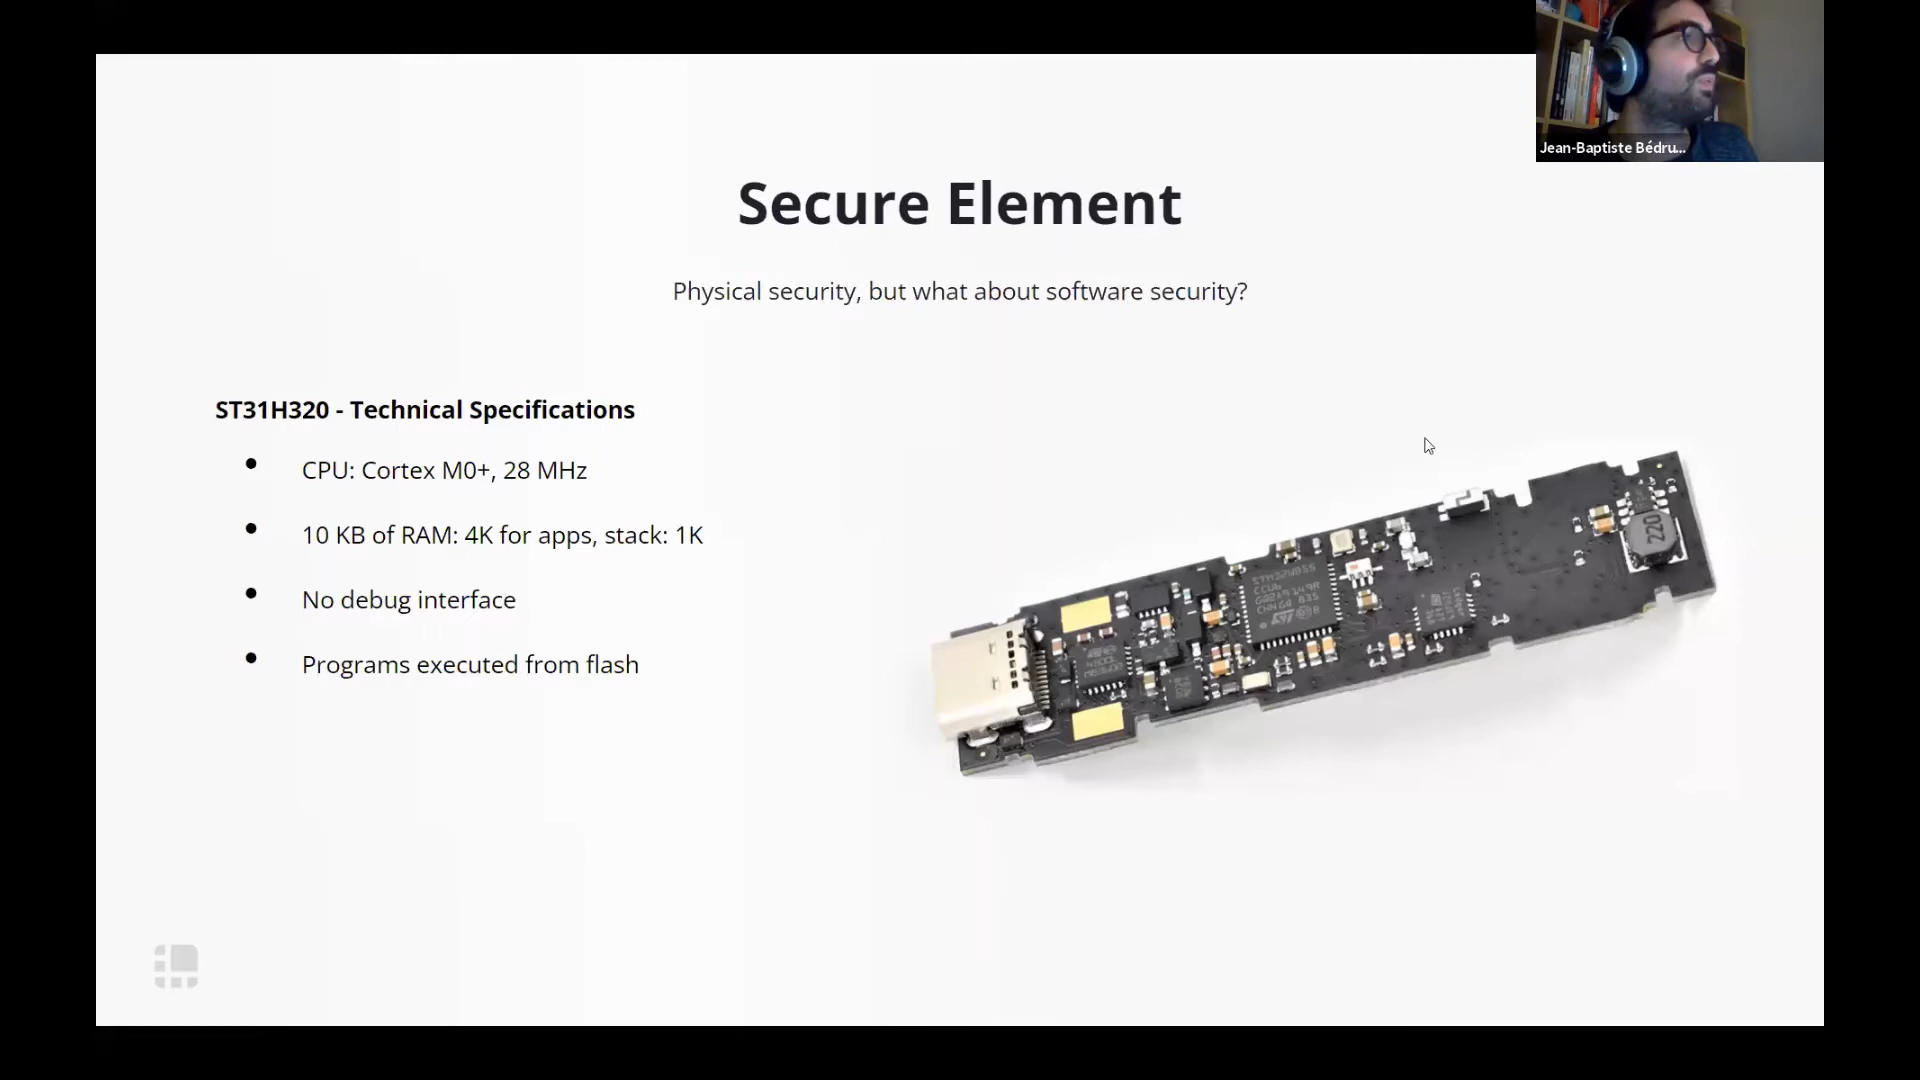 Jean-Baptiste Bédru...
Secure Element
Physical security, but what about software security?
ST31H320 - Technical Specifications
• CPU: Cortex M0+, 28 MHz
• 10 KB of RAM: 4K for apps, stack: 1K
• No debug interface
• Programs executed from flash
220